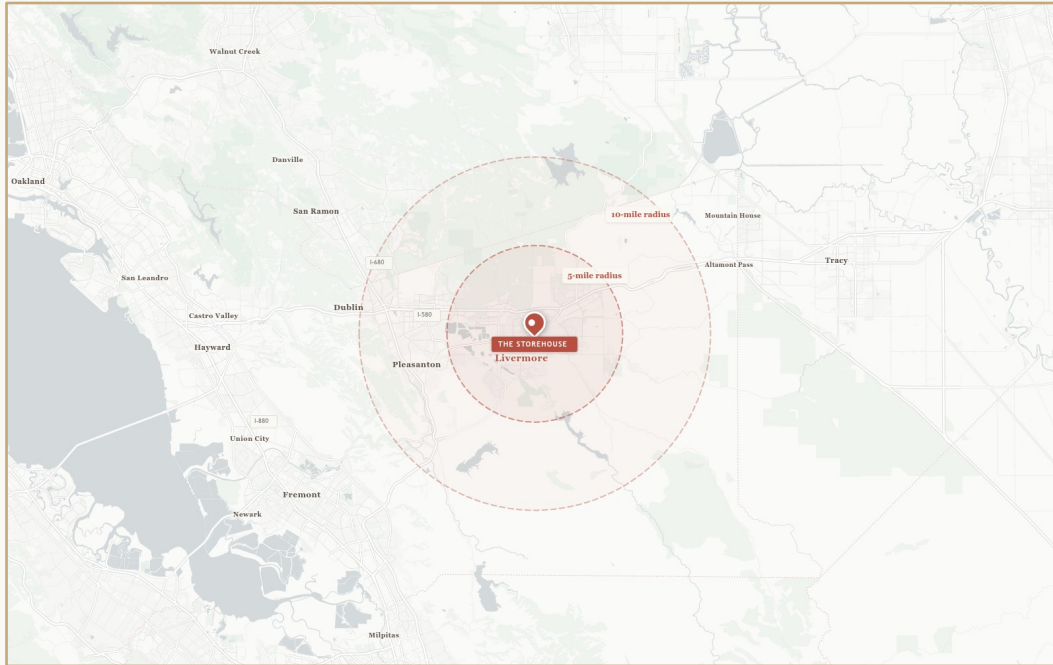 Walnut Creek
Danville
Oakland
San Ramon
10-mile radius
Mountain House
I-680
Altamont Pass
Tracy
San Leandro
5-mile radius
Dublin
Castro Valley
I-580
THE STOREHOUSE
Hayward
Livermore
Pleasanton
I-880
Union City
Fremont
Newark
Milpitas